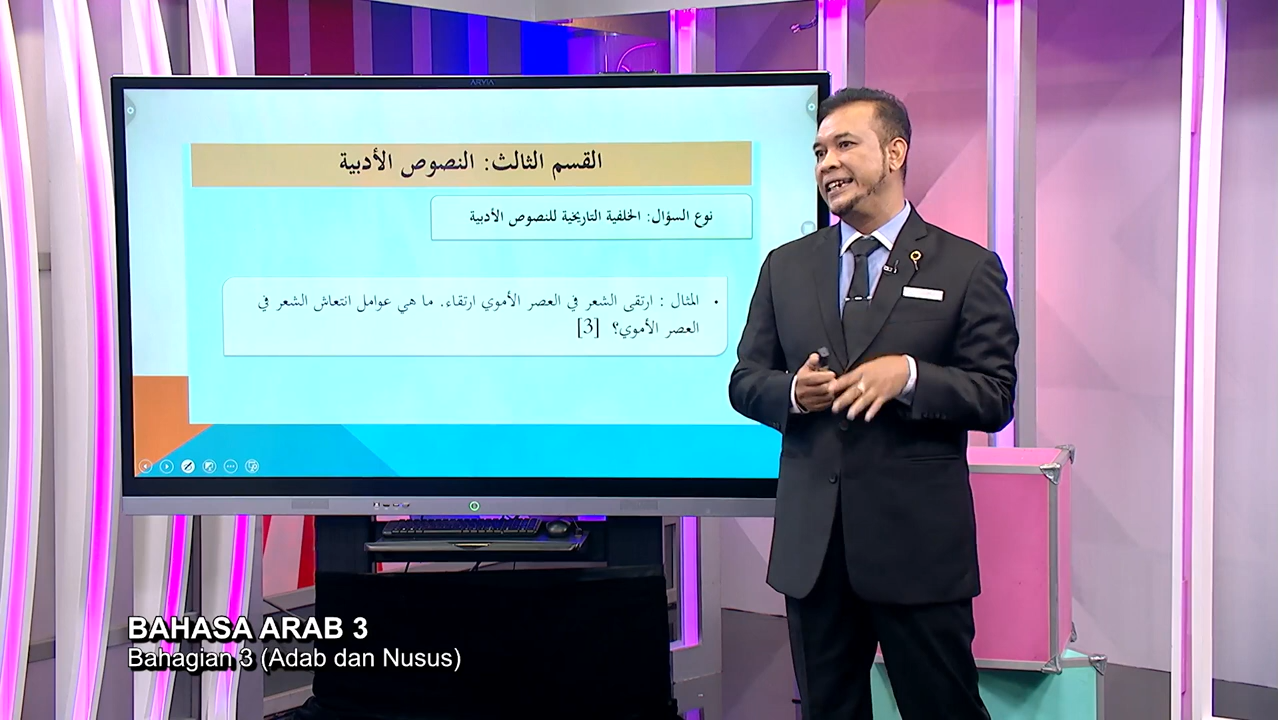 ARVIA
القسم الثالث: النصوص الأدبية
نوع السؤال: الخلفية التاريخية للنصوص الأدبية
• المثال : ارتقى الشعر في العصر الأموي ارتقاء. ما هي عوامل انتعاش الشعر في
العصر الأموي؟ [3]
BAHASA ARAB 3
Bahagian 3 (Adab dan Nusus)